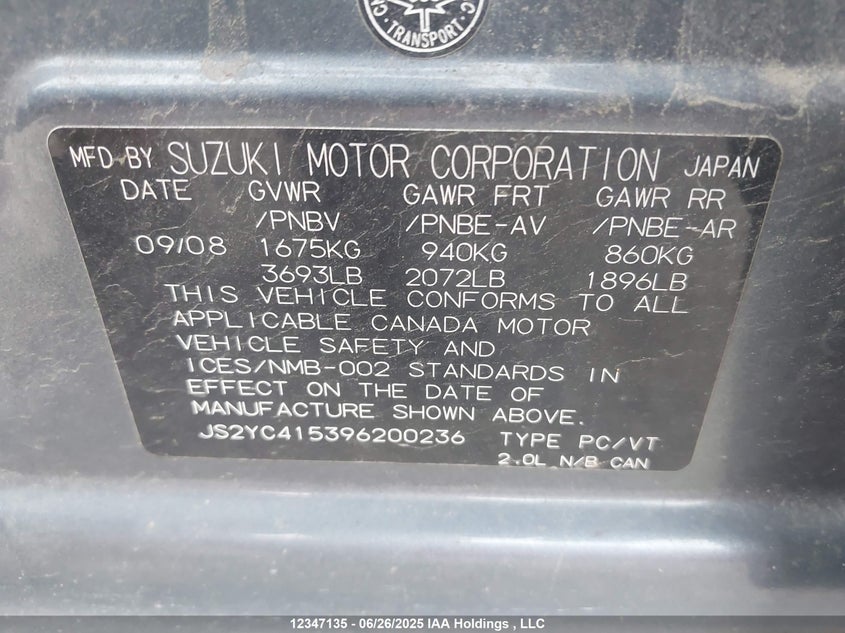 TRANSPORT
MFD BY SUZUKI MOTOR CORPORATION JAPAN
DATE GVWR GAWR FRT GAWR RR
/PNBV /PNBE-AV /PNBE-AR
09/08 1675KG 940KG 860KG
3693LB 2072LB 1896LB
THIS VEHICLE CONFORMS TO ALL
APPLICABLE CANADA MOTOR
VEHICLE SAFETY AND
ICES/NMB-002 STANDARDS IN
EFFECT ON THE DATE OF
MANUFACTURE SHOWN ABOVE.
JS2YC415396200236 TYPE PC/VT
2.0L N/B CAN
12347135 - 06/26/2025 IAA Holdings , LLC